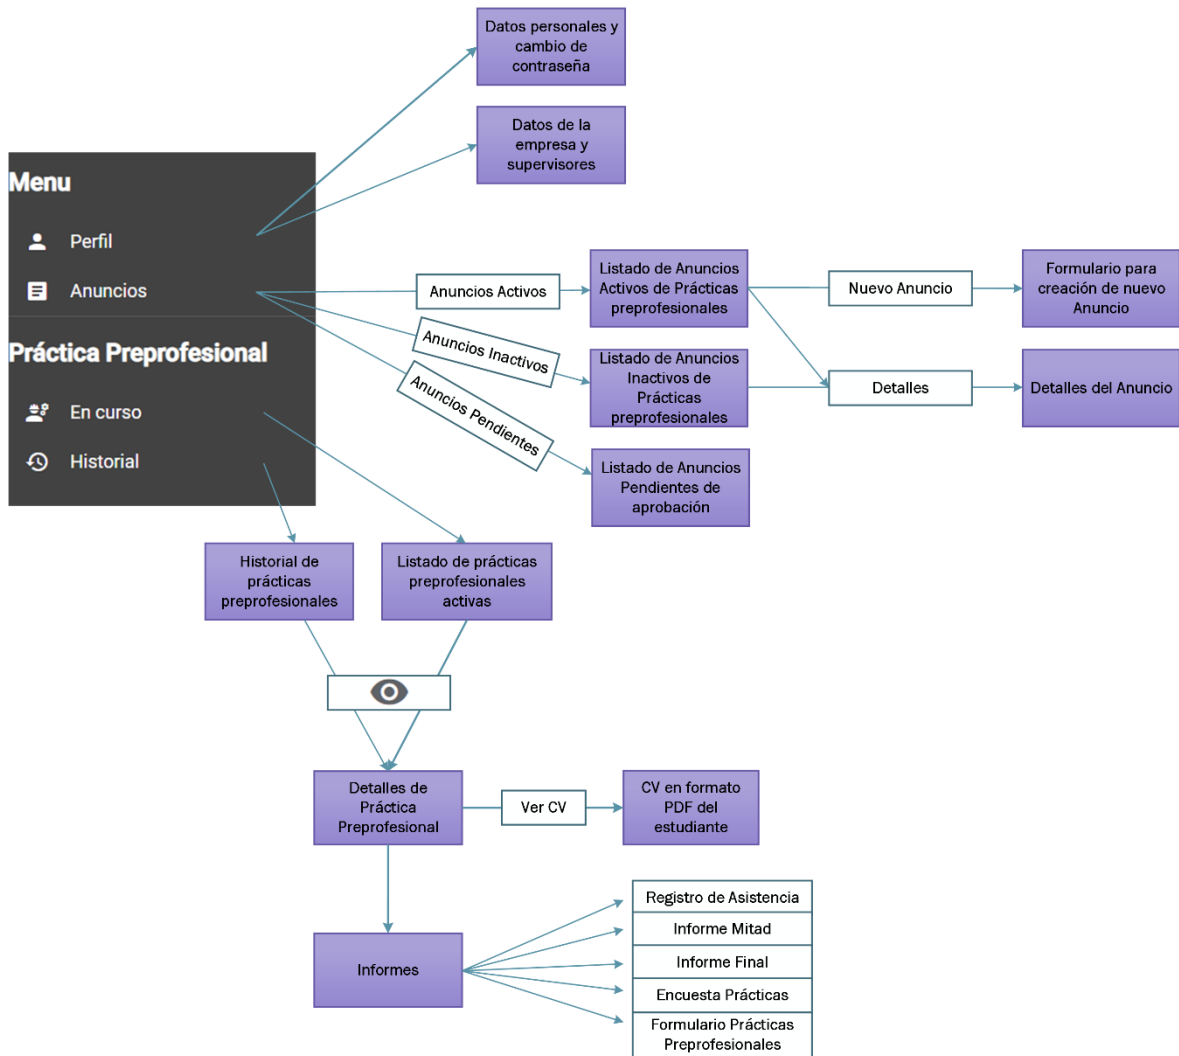 Datos personales y
cambio de
contraseña
Datos de la
empresa y
supervisores
Menu
Perfil
Anuncios
Práctica Preprofesional
En curso
Historial
Anuncios Activos
Anuncios Inactivos
Anuncios Pendientes
Listado de Anuncios
Activos de Prácticas
preprofesionales
Nuevo Anuncio
Formulario para
creación de nuevo
Anuncio
Listado de Anuncios
Inactivos de
Prácticas
preprofesionales
Detalles
Detalles del Anuncio
Listado de Anuncios
Pendientes de
aprobación
Historial de
prácticas
preprofesionales
Listado de prácticas
preprofesionales
activas
Detalles de
Práctica
Preprofesional
Ver CV
CV en formato
PDF del
estudiante
Informes
Registro de Asistencia
Informe Mitad
Informe Final
Encuesta Prácticas
Formulario Prácticas
Preprofesionales